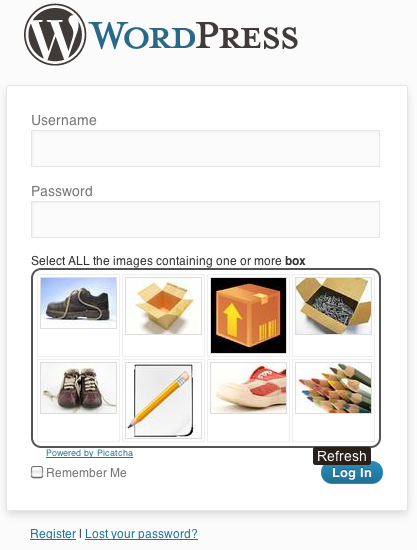 WORDPRESS
Username
Password
Select ALL the images containing one or more box
Powered by Picatcha
Refresh
Remember Me
Log In
Register | Lost your password?